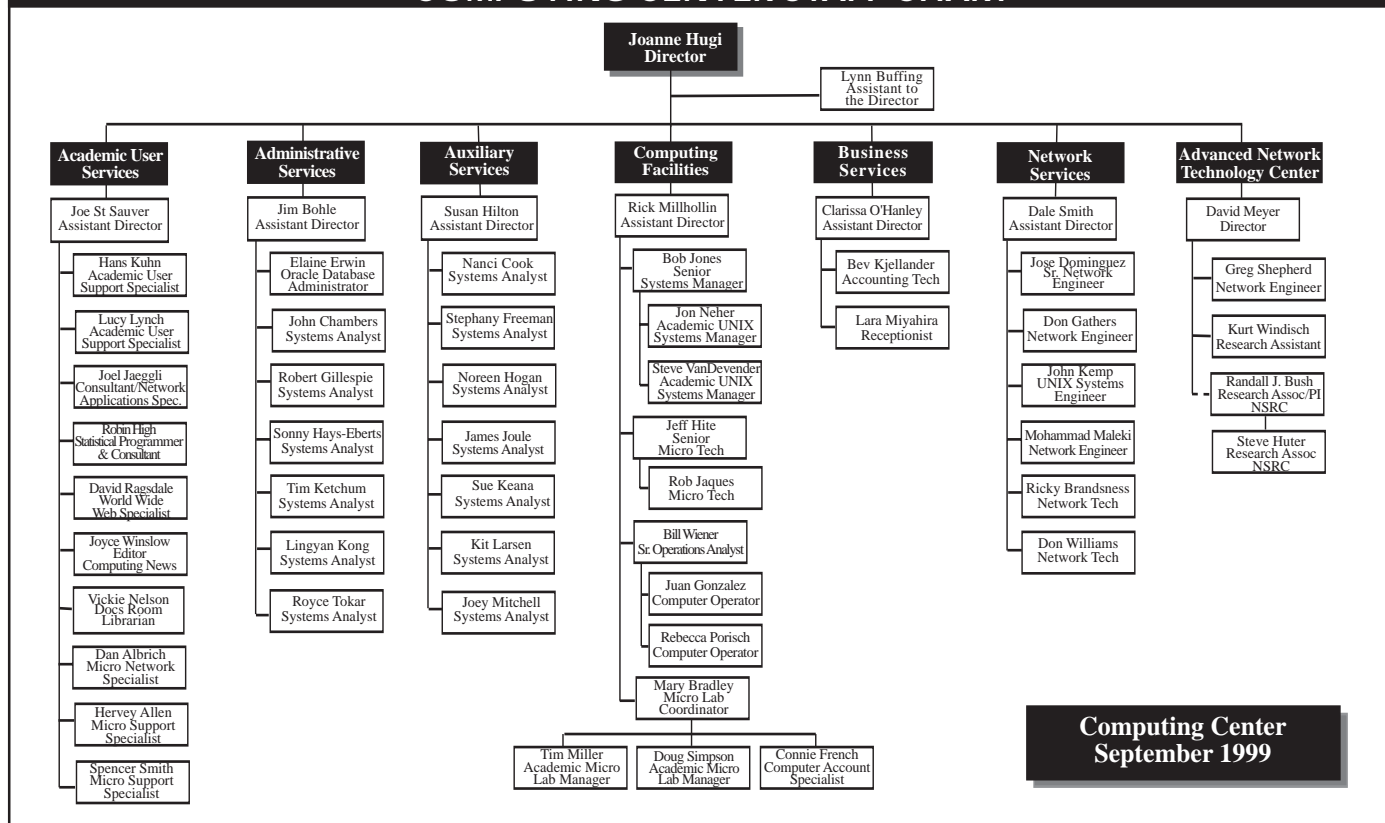 COMPUTING CENTER STAFF CHART
Joanne Hugi
Director
Lynn Buffing
Assistant to
the Director
Academic User
Services
Joe St Sauver
Assistant Director
Hans Kuhn
Academic User
Support Specialist
Lucy Lynch
Academic User
Support Specialist
Joel Jaeggli
Consultant/Network
Applications Spec.
Robin High
Statistical Programmer
& Consultant
David Ragsdale
World Wide
Web Specialist
Joyce Winslow
Editor
Computing News
Vickie Nelson
Docs Room
Librarian
Dan Albrich
Micro Network
Specialist
Hervey Allen
Micro Support
Specialist
Spencer Smith
Micro Support
Specialist
Administrative
Services
Jim Bohle
Assistant Director
Elaine Erwin
Oracle Database
Administrator
John Chambers
Systems Analyst
Robert Gillespie
Systems Analyst
Sonny Hays-Eberts
Systems Analyst
Tim Ketchum
Systems Analyst
Lingyan Kong
Systems Analyst
Royce Tokar
Systems Analyst
Auxiliary
Services
Susan Hilton
Assistant Director
Nanci Cook
Systems Analyst
Stephany Freeman
Systems Analyst
Noreen Hogan
Systems Analyst
James Joule
Systems Analyst
Sue Keana
Systems Analyst
Kit Larsen
Systems Analyst
Joey Mitchell
Systems Analyst
Computing
Facilities
Rick Millhollin
Assistant Director
Bob Jones
Senior
Systems Manager
Jon Neher
Academic UNIX
Systems Manager
Steve VanDevender
Academic UNIX
Systems Manager
Jeff Hite
Senior
Micro Tech
Rob Jaques
Micro Tech
Bill Wiener
Sr. Operations Analyst
Juan Gonzalez
Computer Operator
Rebecca Porisch
Computer Operator
Mary Bradley
Micro Lab
Coordinator
Tim Miller
Academic Micro
Lab Manager
Doug Simpson
Academic Micro
Lab Manager
Connie French
Computer Account
Specialist
Business
Services
Clarissa O'Hanley
Assistant Director
Bev Kjellander
Accounting Tech
Lara Miyahira
Receptionist
Network
Services
Dale Smith
Assistant Director
Jose Dominguez
Sr. Network
Engineer
Don Gathers
Network Engineer
John Kemp
UNIX Systems
Engineer
Mohammad Maleki
Network Engineer
Ricky Brandsness
Network Tech
Don Williams
Network Tech
Advanced Network
Technology Center
David Meyer
Director
Greg Shepherd
Network Engineer
Kurt Windisch
Research Assistant
Randall J. Bush
Research Assoc/PI
NSRC
Steve Huter
Research Assoc
NSRC
Computing Center
September 1999